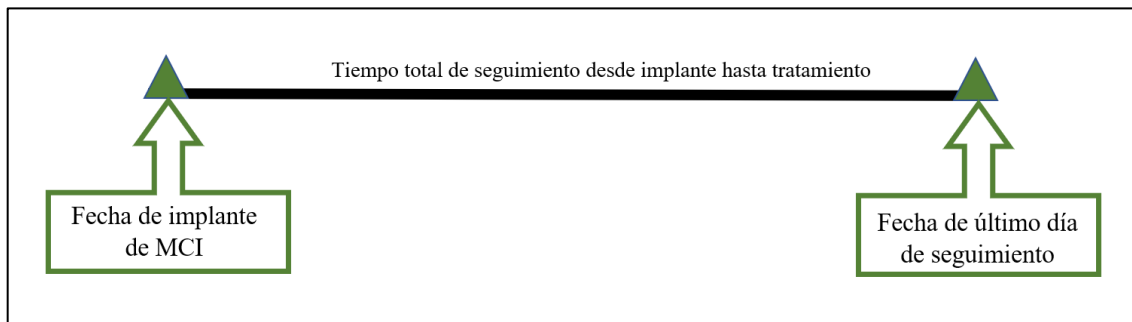 Tiempo total de seguimiento desde implante hasta tratamiento
Fecha de implante
de MCI
Fecha de último día
de seguimiento